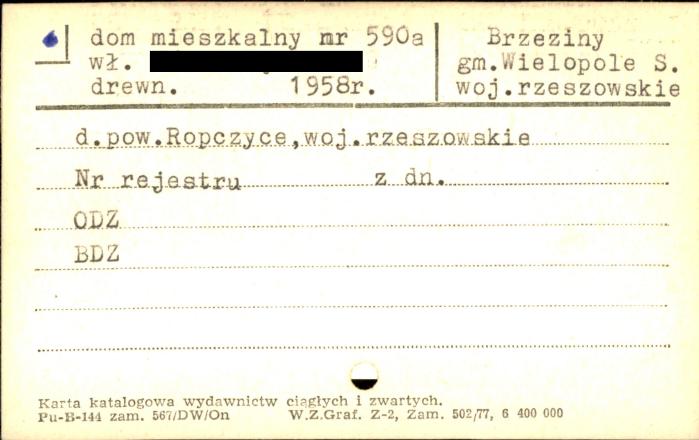 6 dom mieszkalny nr 590a Brzeziny
wł. gm.Wielopole S.
drewn. 1958r. woj.rzeszowskie
d.pow.Ropczyce,woj.rzeszowskie
Nr rejestru z dn.
ODZ
BDZ
Karta katalogowa wydawnictw ciągłych i zwartych.
Pu-B-144 zam. 567/DW/On W.Z.Graf. Z-2, Zam. 502/77, 6 400 000